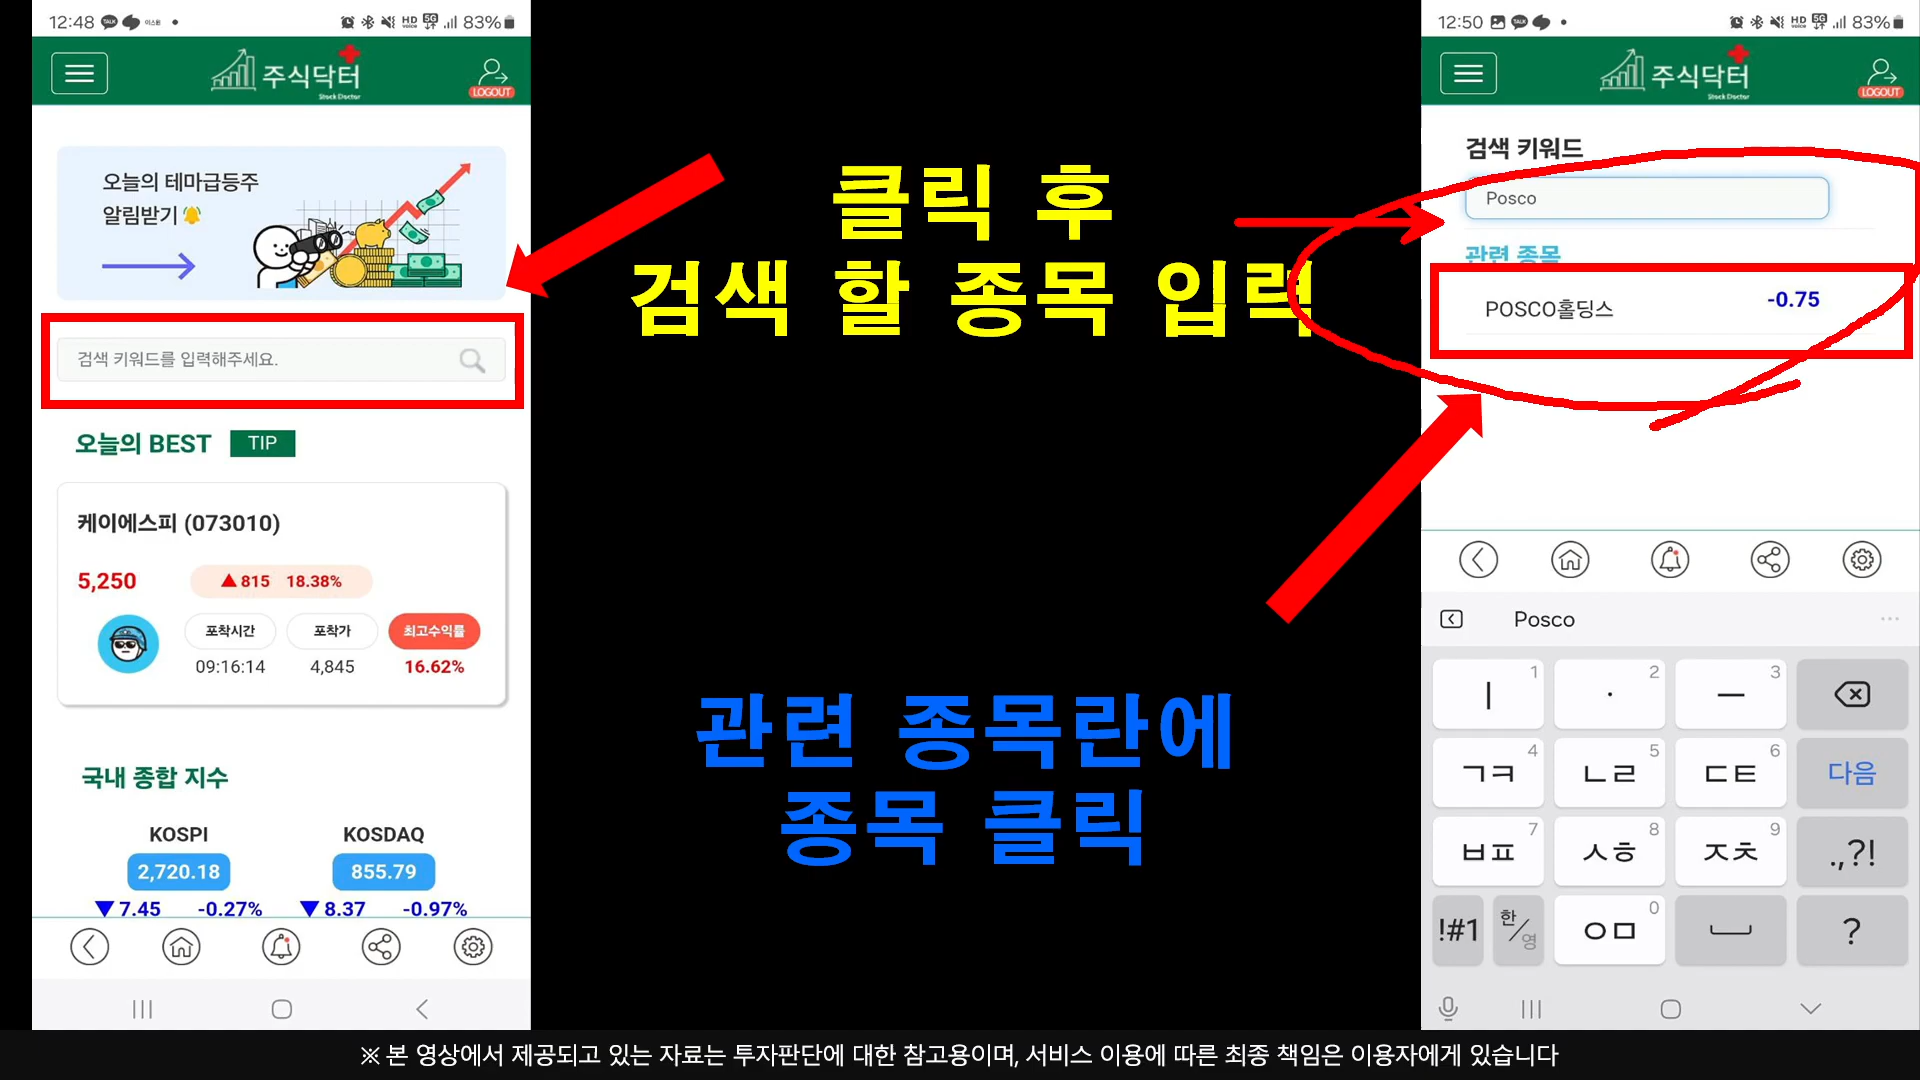 12:48
83%
주식닥터
Stock Doctor
LOGOUT
오늘의 테마급등주
알림받기
검색 키워드를 입력해주세요.
오늘의 BEST TIP
케이에스피 (073010)
5,250 ▲815 18.38%
포착시간 포착가 최고수익률
09:16:14 4,845 16.62%
국내 종합 지수
KOSPI KOSDAQ
2,720.18 855.79
▼7.45 -0.27% ▼8.37 -0.97%
클릭 후
검색 할 종목 입력
관련 종목란에
종목 클릭
12:50
83%
주식닥터
Stock Doctor
LOGOUT
검색 키워드
Posco
관련 종목
POSCO홀딩스 -0.75
Posco
ㅣ 1 · 2 ㅡ 3
ㄱㅋ 4 ㄴㄹ 5 ㄷㅌ 6 다음
ㅂㅍ 7 ㅅㅎ 8 ㅈㅊ 9 .,?!
!#1 한/영 ㅇㅁ 0 ?
※ 본 영상에서 제공되고 있는 자료는 투자판단에 대한 참고용이며, 서비스 이용에 따른 최종 책임은 이용자에게 있습니다